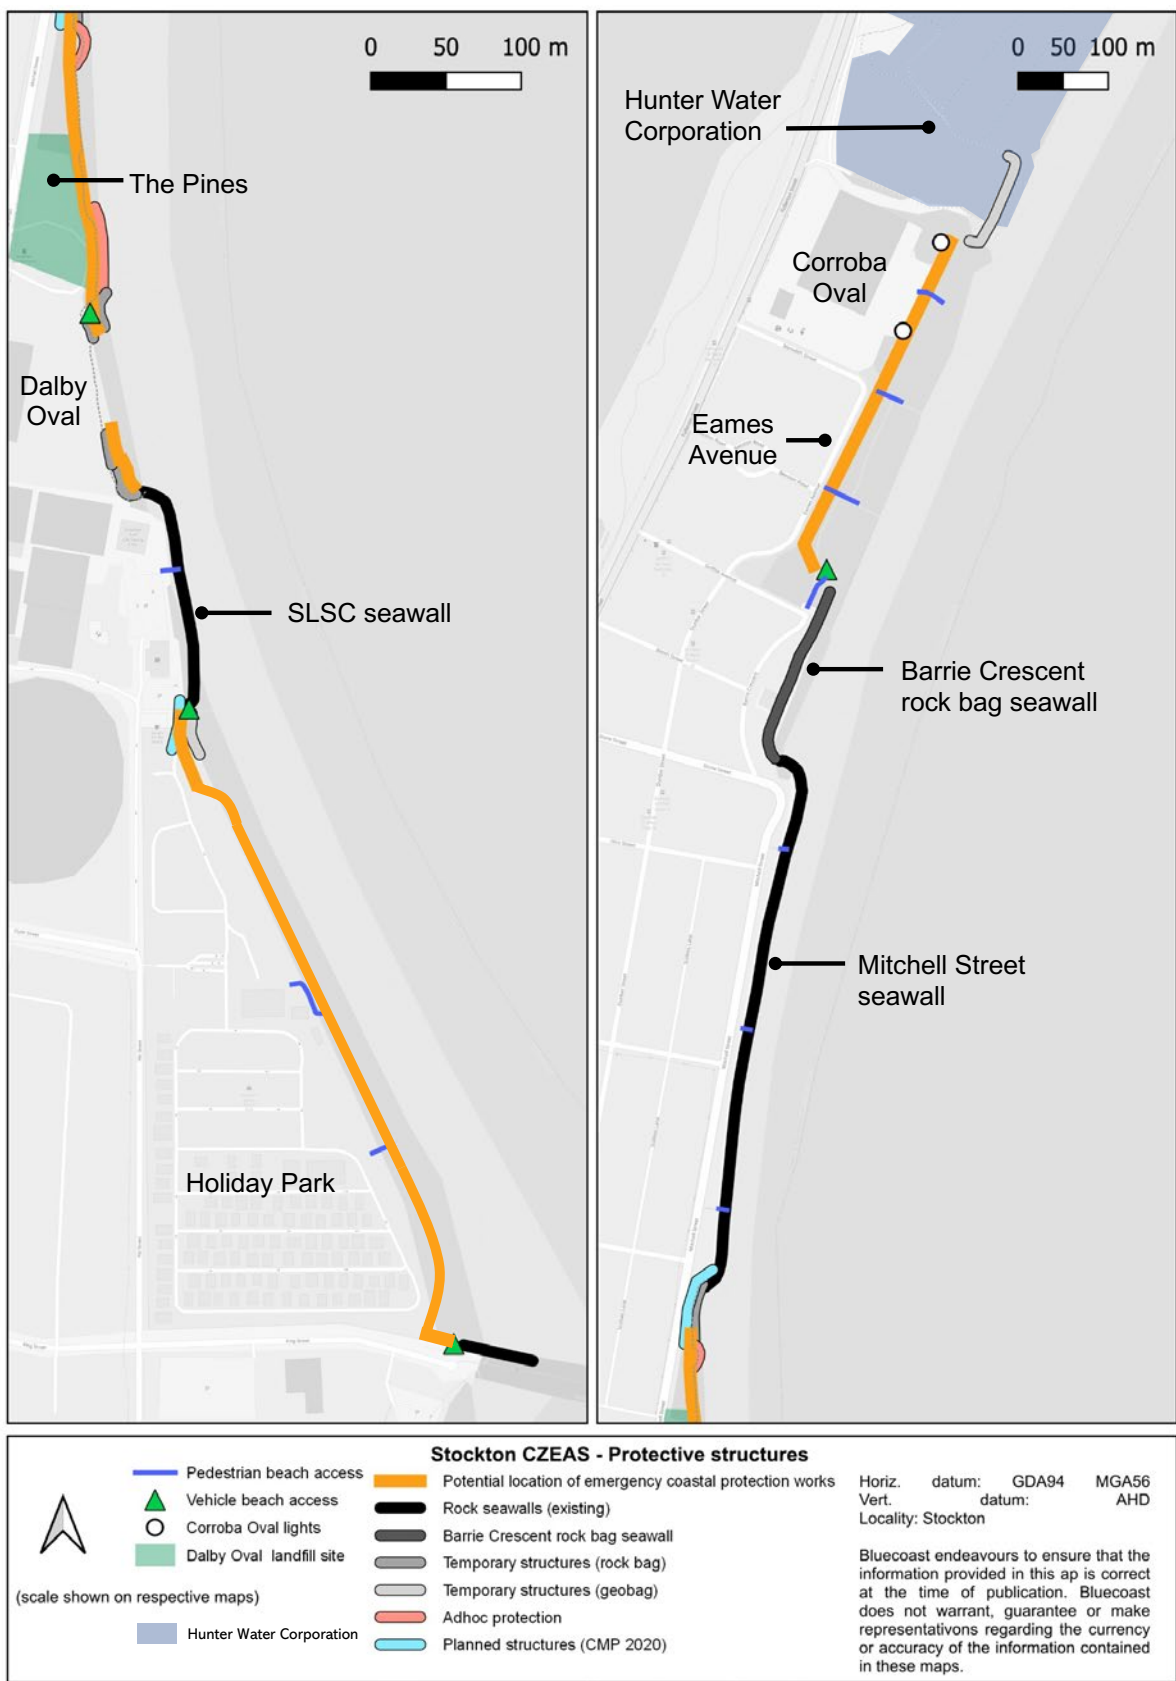 0 50 100 m
The Pines
Dalby
Oval
SLSC seawall
Holiday Park
0 50 100 m
Hunter Water
Corporation
Corroba
Oval
Eames
Avenue
Barrie Crescent
rock bag seawall
Mitchell Street
seawall
Stockton CZEAS - Protective structures
Pedestrian beach access
Vehicle beach access
Corroba Oval lights
Dalby Oval landfill site
(scale shown on respective maps)
Hunter Water Corporation
Potential location of emergency coastal protection works
Rock seawalls (existing)
Barrie Crescent rock bag seawall
Temporary structures (rock bag)
Temporary structures (geobag)
Adhoc protection
Planned structures (CMP 2020)
Horiz. datum: GDA94 MGA56
Vert. datum: AHD
Locality: Stockton
Bluecoast endeavours to ensure that the
information provided in this ap is correct
at the time of publication. Bluecoast
does not warrant, guarantee or make
representativons regarding the currency
or accuracy of the information contained
in these maps.